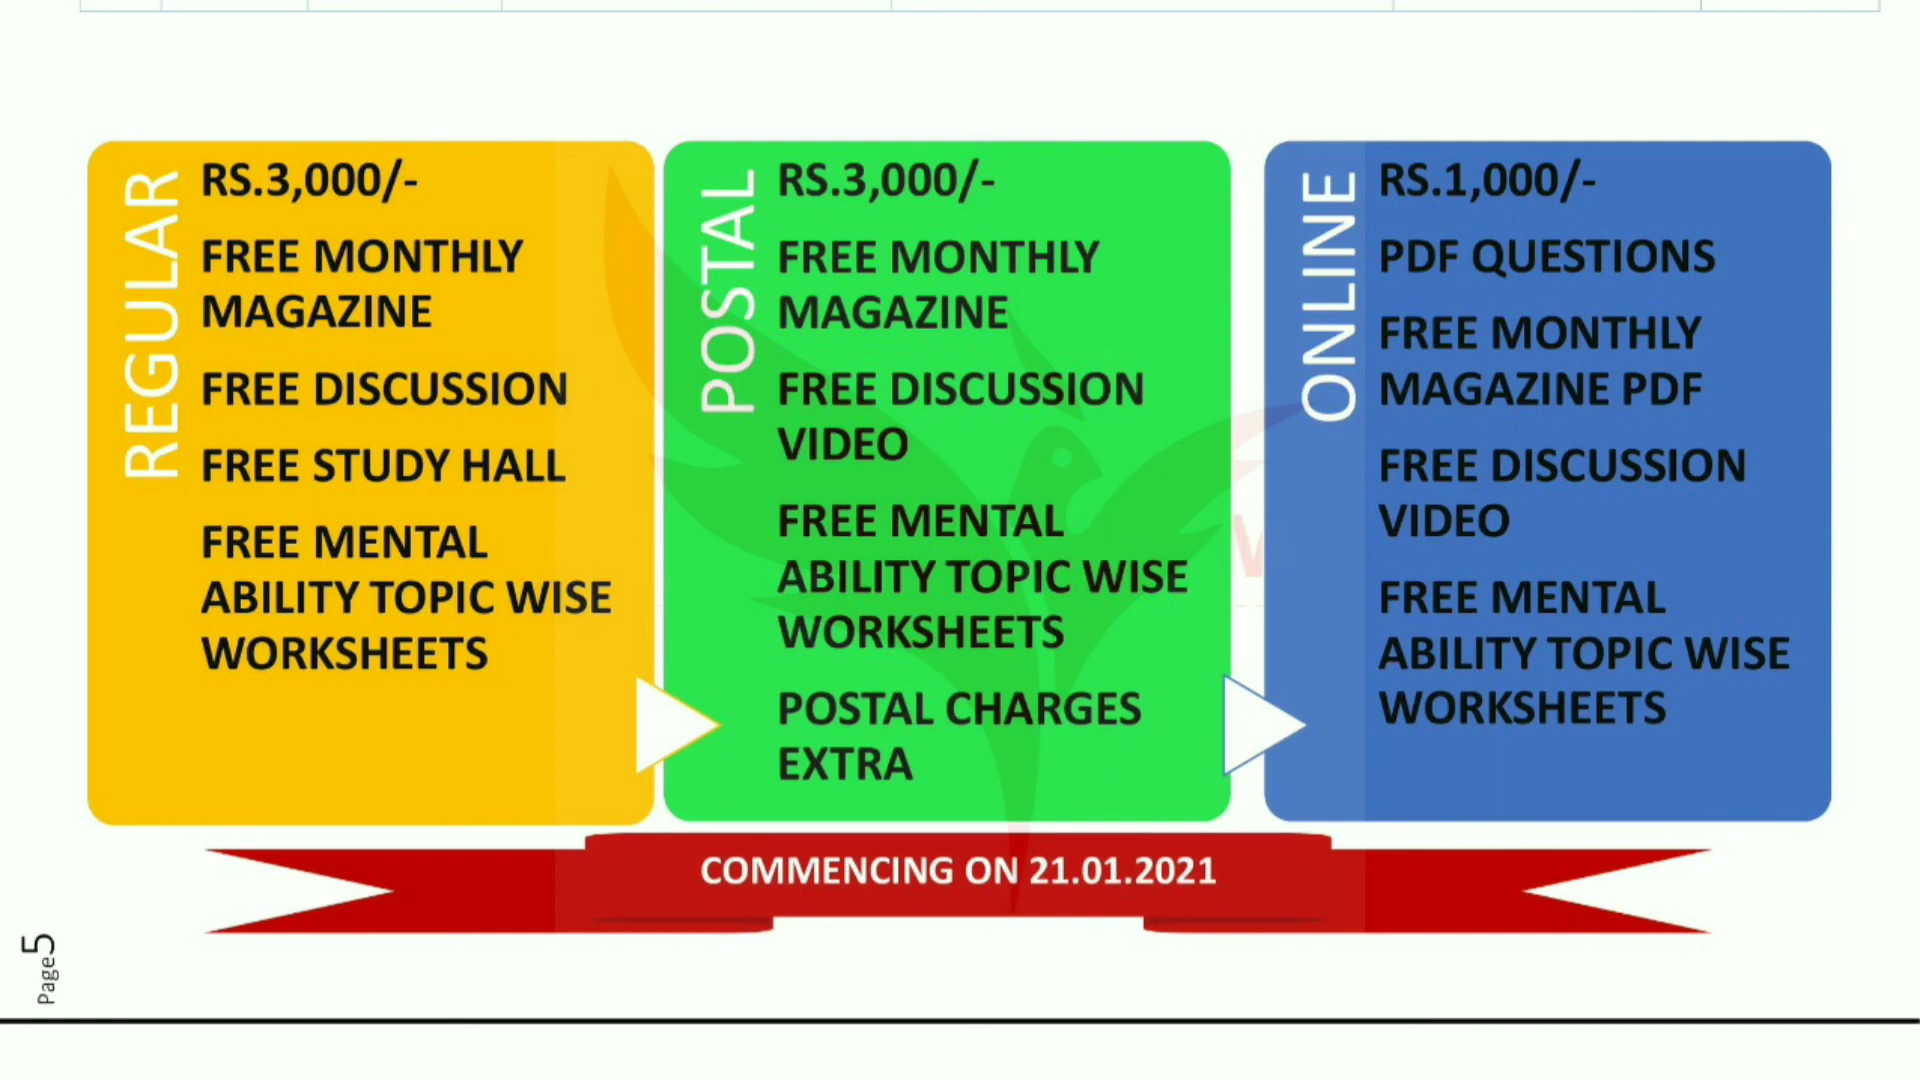 REGULAR
RS.3,000/-
FREE MONTHLY
MAGAZINE
FREE DISCUSSION
FREE STUDY HALL
FREE MENTAL
ABILITY TOPIC WISE
WORKSHEETS
POSTAL
RS.3,000/-
FREE MONTHLY
MAGAZINE
FREE DISCUSSION
VIDEO
FREE MENTAL
ABILITY TOPIC WISE
WORKSHEETS
POSTAL CHARGES
EXTRA
ONLINE
RS.1,000/-
PDF QUESTIONS
FREE MONTHLY
MAGAZINE PDF
FREE DISCUSSION
VIDEO
FREE MENTAL
ABILITY TOPIC WISE
WORKSHEETS
COMMENCING ON 21.01.2021
Page5